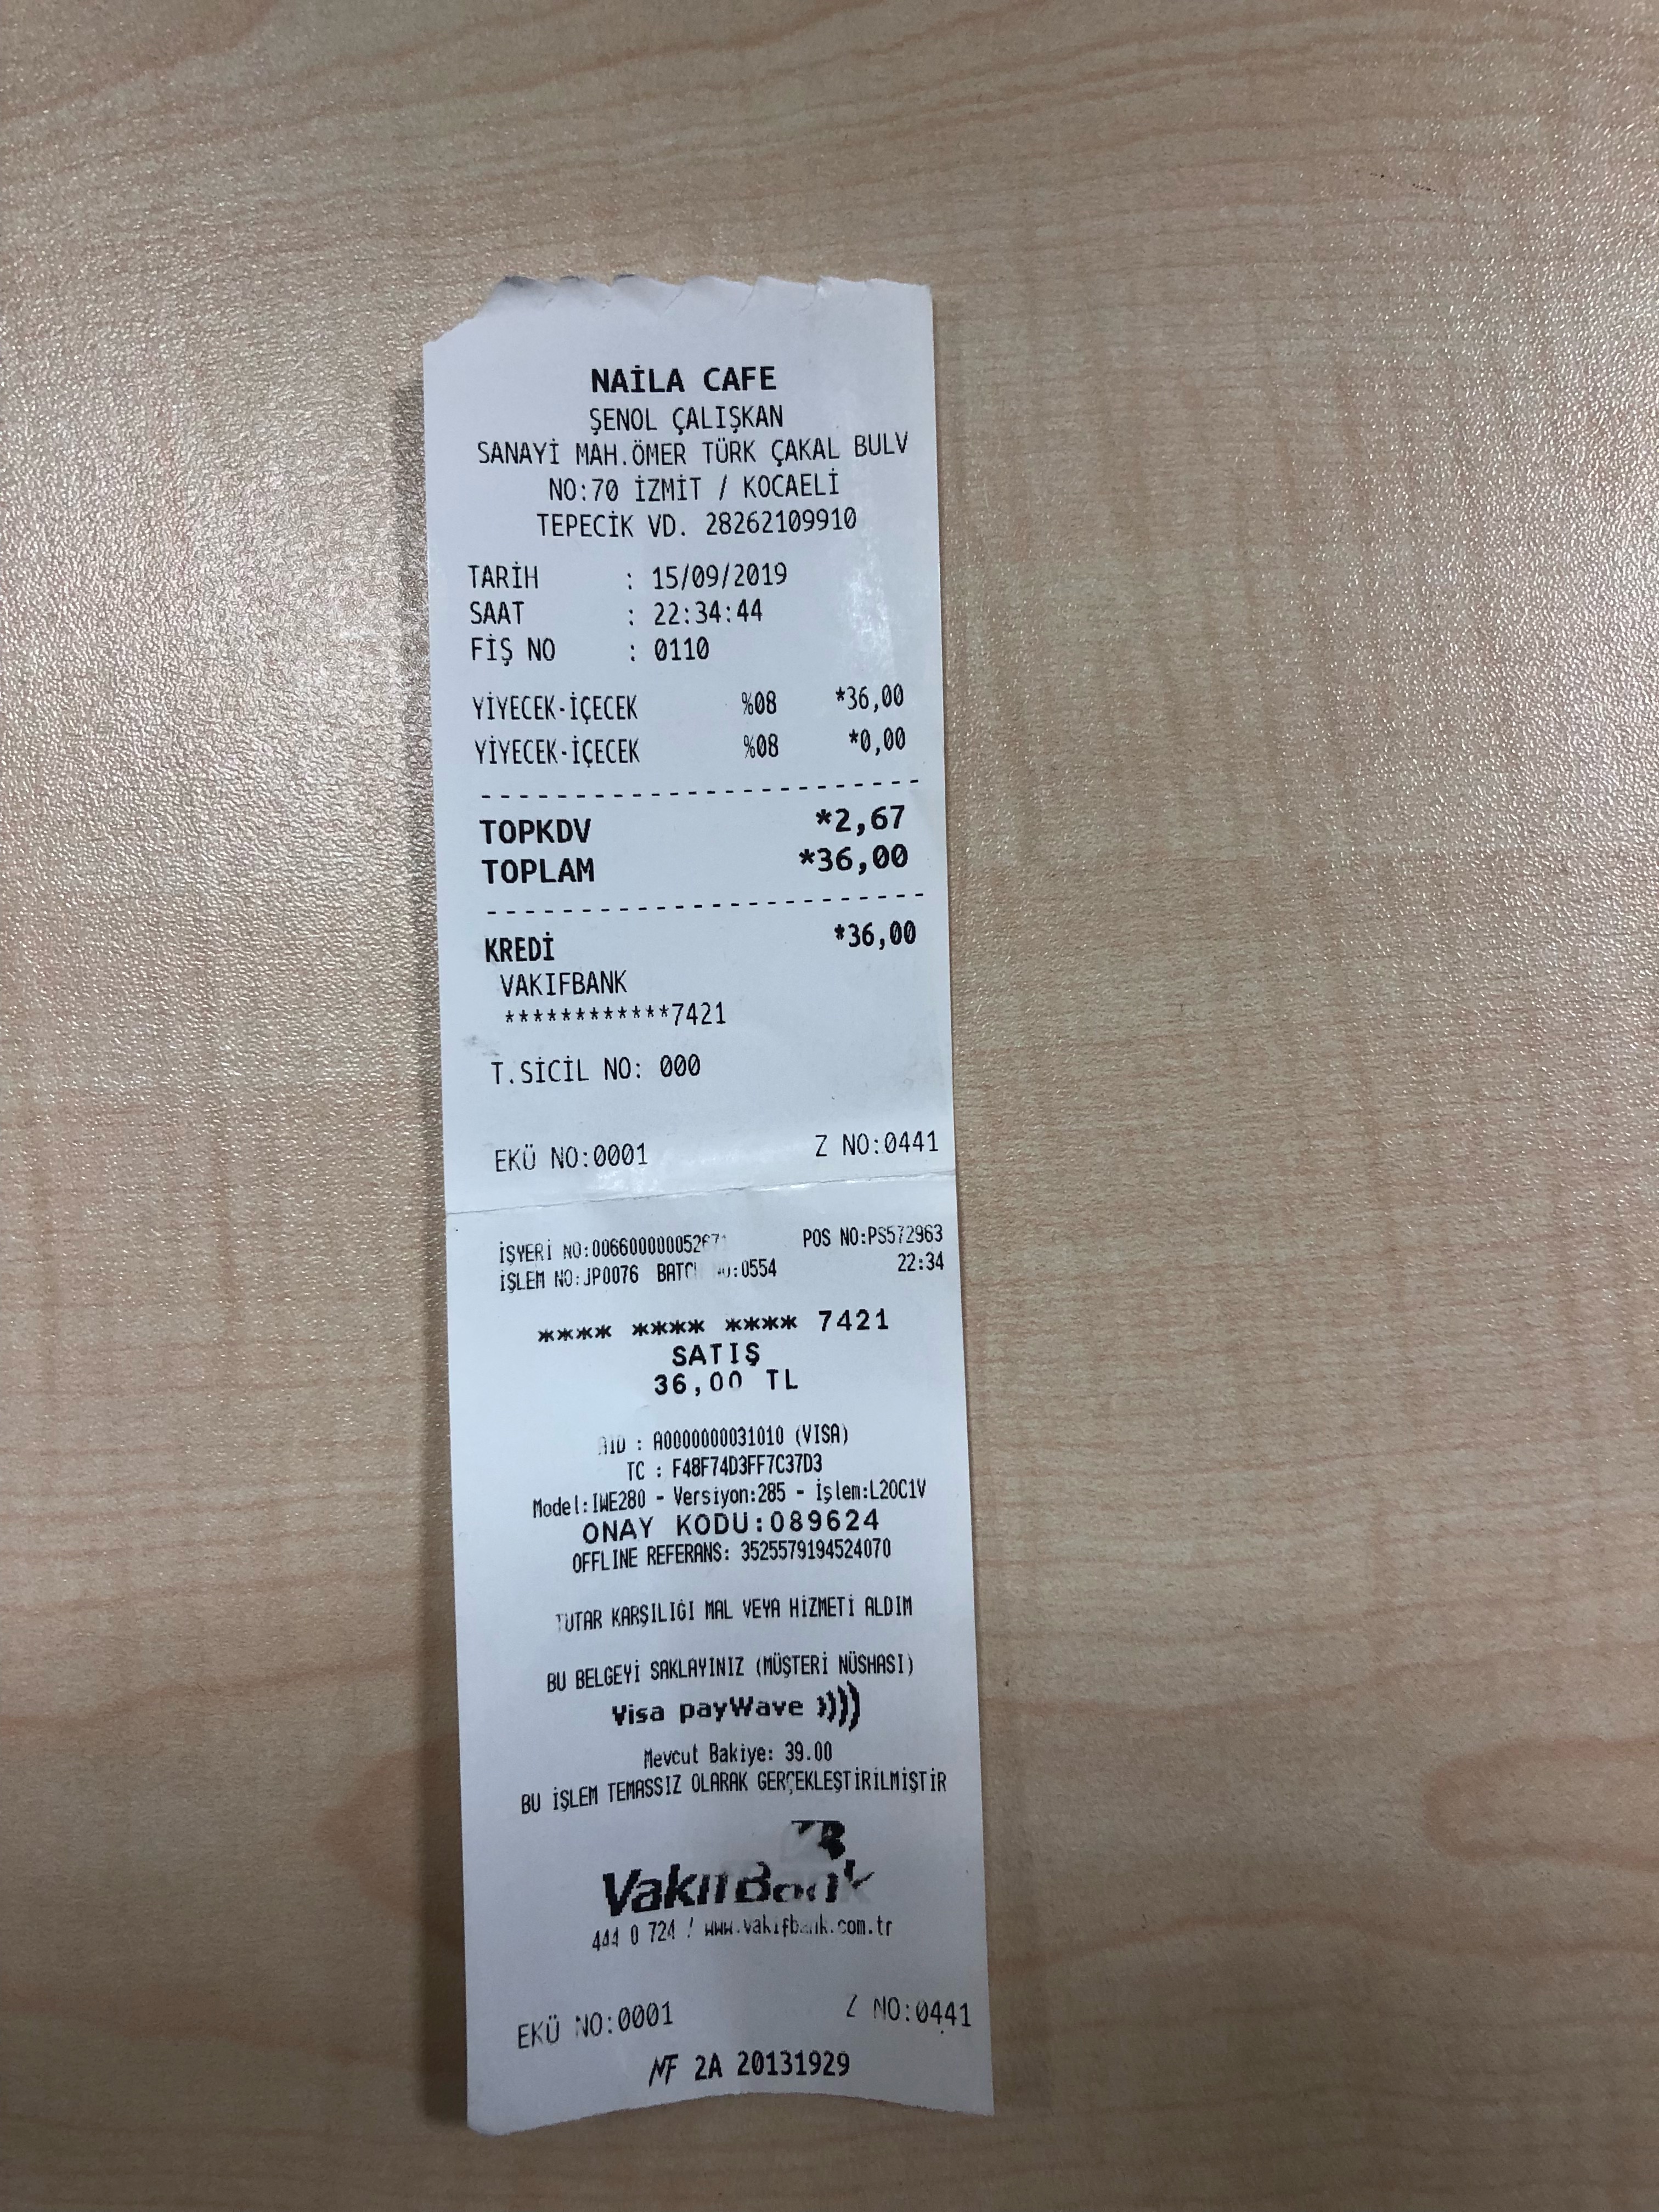 NAİLA CAFE
ŞENOL ÇALIŞKAN
SANAYİ MAH.ÖMER TÜRK ÇAKAL BULV
NO:70 İZMİT / KOCAELİ
TEPECİK VD. 28262109910
TARİH : 15/09/2019
SAAT : 22:34:44
FİŞ NO : 0110
YİYECEK-İÇECEK %08 *36,00
YİYECEK-İÇECEK %08 *0,00
TOPKDV *2,67
TOPLAM *36,00
KREDİ *36,00
VAKIFBANK
************7421
T.SİCİL NO: 000
EKÜ NO:0001 Z NO:0441
İŞYERİ POS NO:PS572963
İŞLEM NO:JP0076 22:34
**** **** **** 7421
SATIŞ
36,00 TL
AID : A0000000031010 (VISA)
TC : F48F74D3FF7C37D3
Model:IWE280 - Versiyon:285 - İşlem:L20C1V
ONAY KODU:089624
OFFLINE REFERANS: 3525579194524070
TUTAR KARŞILIĞI MAL VEYA HİZMETİ ALDIM
BU BELGEYİ SAKLAYINIZ (MÜŞTERİ NÜSHASI)
Visa payWave
Mevcut Bakiye: 39.00
BU İŞLEM TEMASSIZ OLARAK GERÇEKLEŞTİRİLMİŞTİR
VakıfBank
444 0 724 / www.vakifbank.com.tr
EKÜ NO:0001 Z NO:0441
MF 2A 20131929